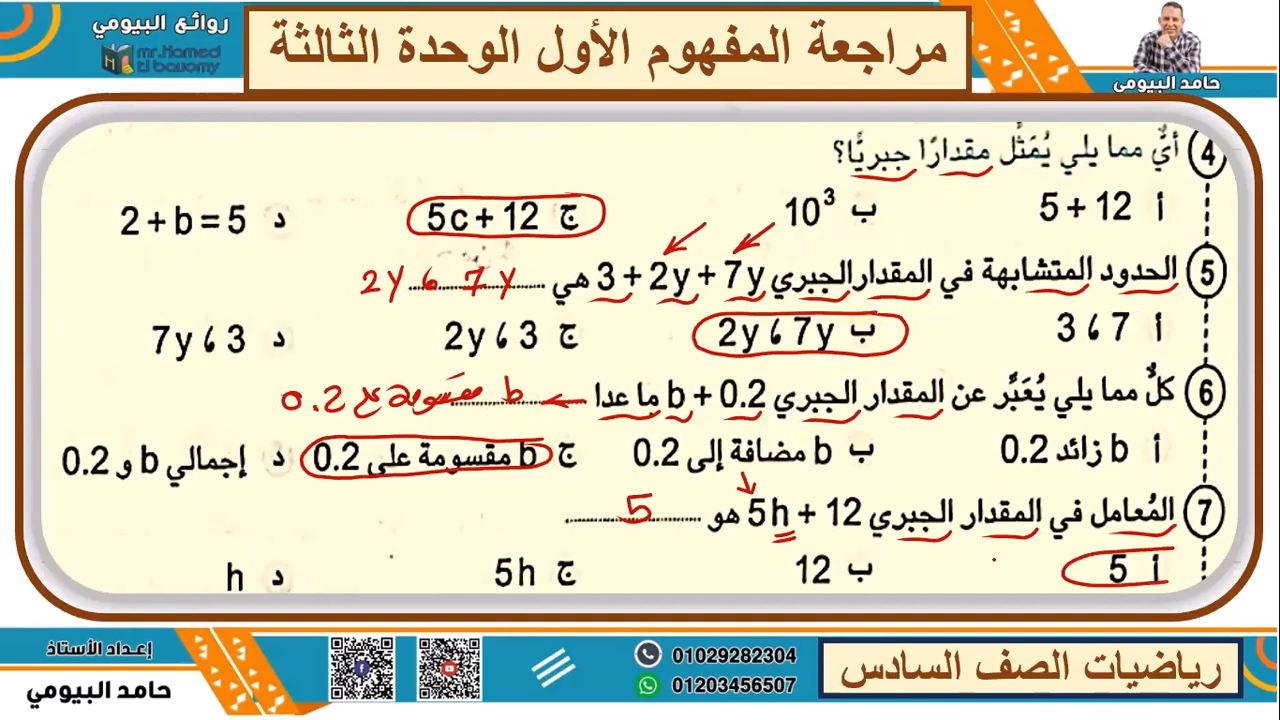 روائع البيومي
mr.Hamed
El baiomy
مراجعة المفهوم الأول الوحدة الثالثة
حامد البيومى
4 أيٌّ مما يلي يُمَثِّل مقدارًا جبريًّا؟
أ 5 + 12 ب 10³ ج 5c + 12 د 2 + b = 5
5 الحدود المتشابهة في المقدار الجبري 3 + 2y + 7y هي .......... 2y ، 7y
أ 7 ، 3 ب 2y ، 7y ج 2y ، 3 د 7y ، 3
6 كلٌّ مما يلي يُعَبِّر عن المقدار الجبري b + 0.2 ما عدا .......... b مقسومة على 0.2
أ b زائد 0.2 ب b مضافة إلى 0.2 ج b مقسومة على 0.2 د إجمالي b و 0.2
7 المُعامل في المقدار الجبري 5h + 12 هو .......... 5
أ 5 ب 12 ج 5h د h
إعداد الأستاذ
حامد البيومي
01029282304
01203456507
رياضيات الصف السادس